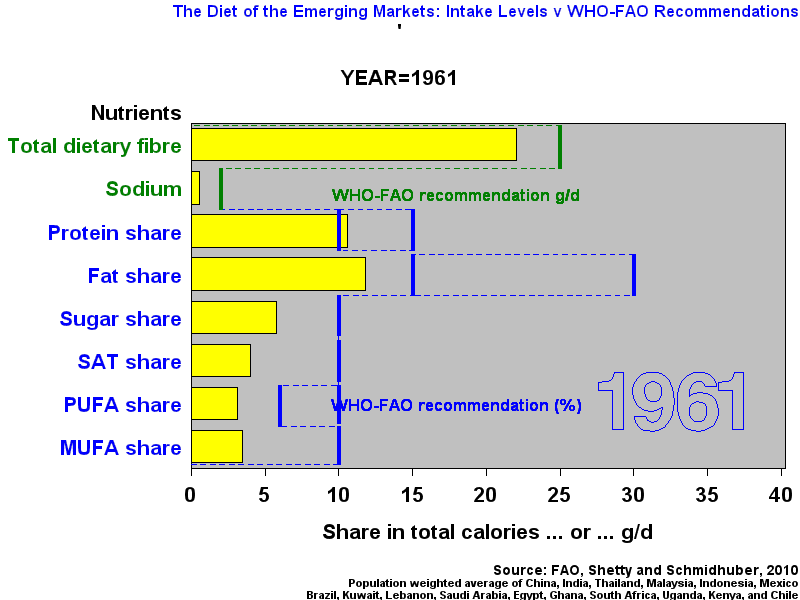 The Diet of the Emerging Markets: Intake Levels v WHO-FAO Recommendations
'
YEAR=1961
Nutrients
Total dietary fibre
Sodium
WHO-FAO recommendation g/d
Protein share
Fat share
Sugar share
SAT share
PUFA share
WHO-FAO recommendation (%)
1961
MUFA share
0 5 10 15 20 25 30 35 40
Share in total calories ... or ... g/d
Source: FAO, Shetty and Schmidhuber, 2010
Population weighted average of China, India, Thailand, Malaysia, Indonesia, Mexico
Brazil, Kuwait, Lebanon, Saudi Arabia, Egypt, Ghana, South Africa, Uganda, Kenya, and Chile